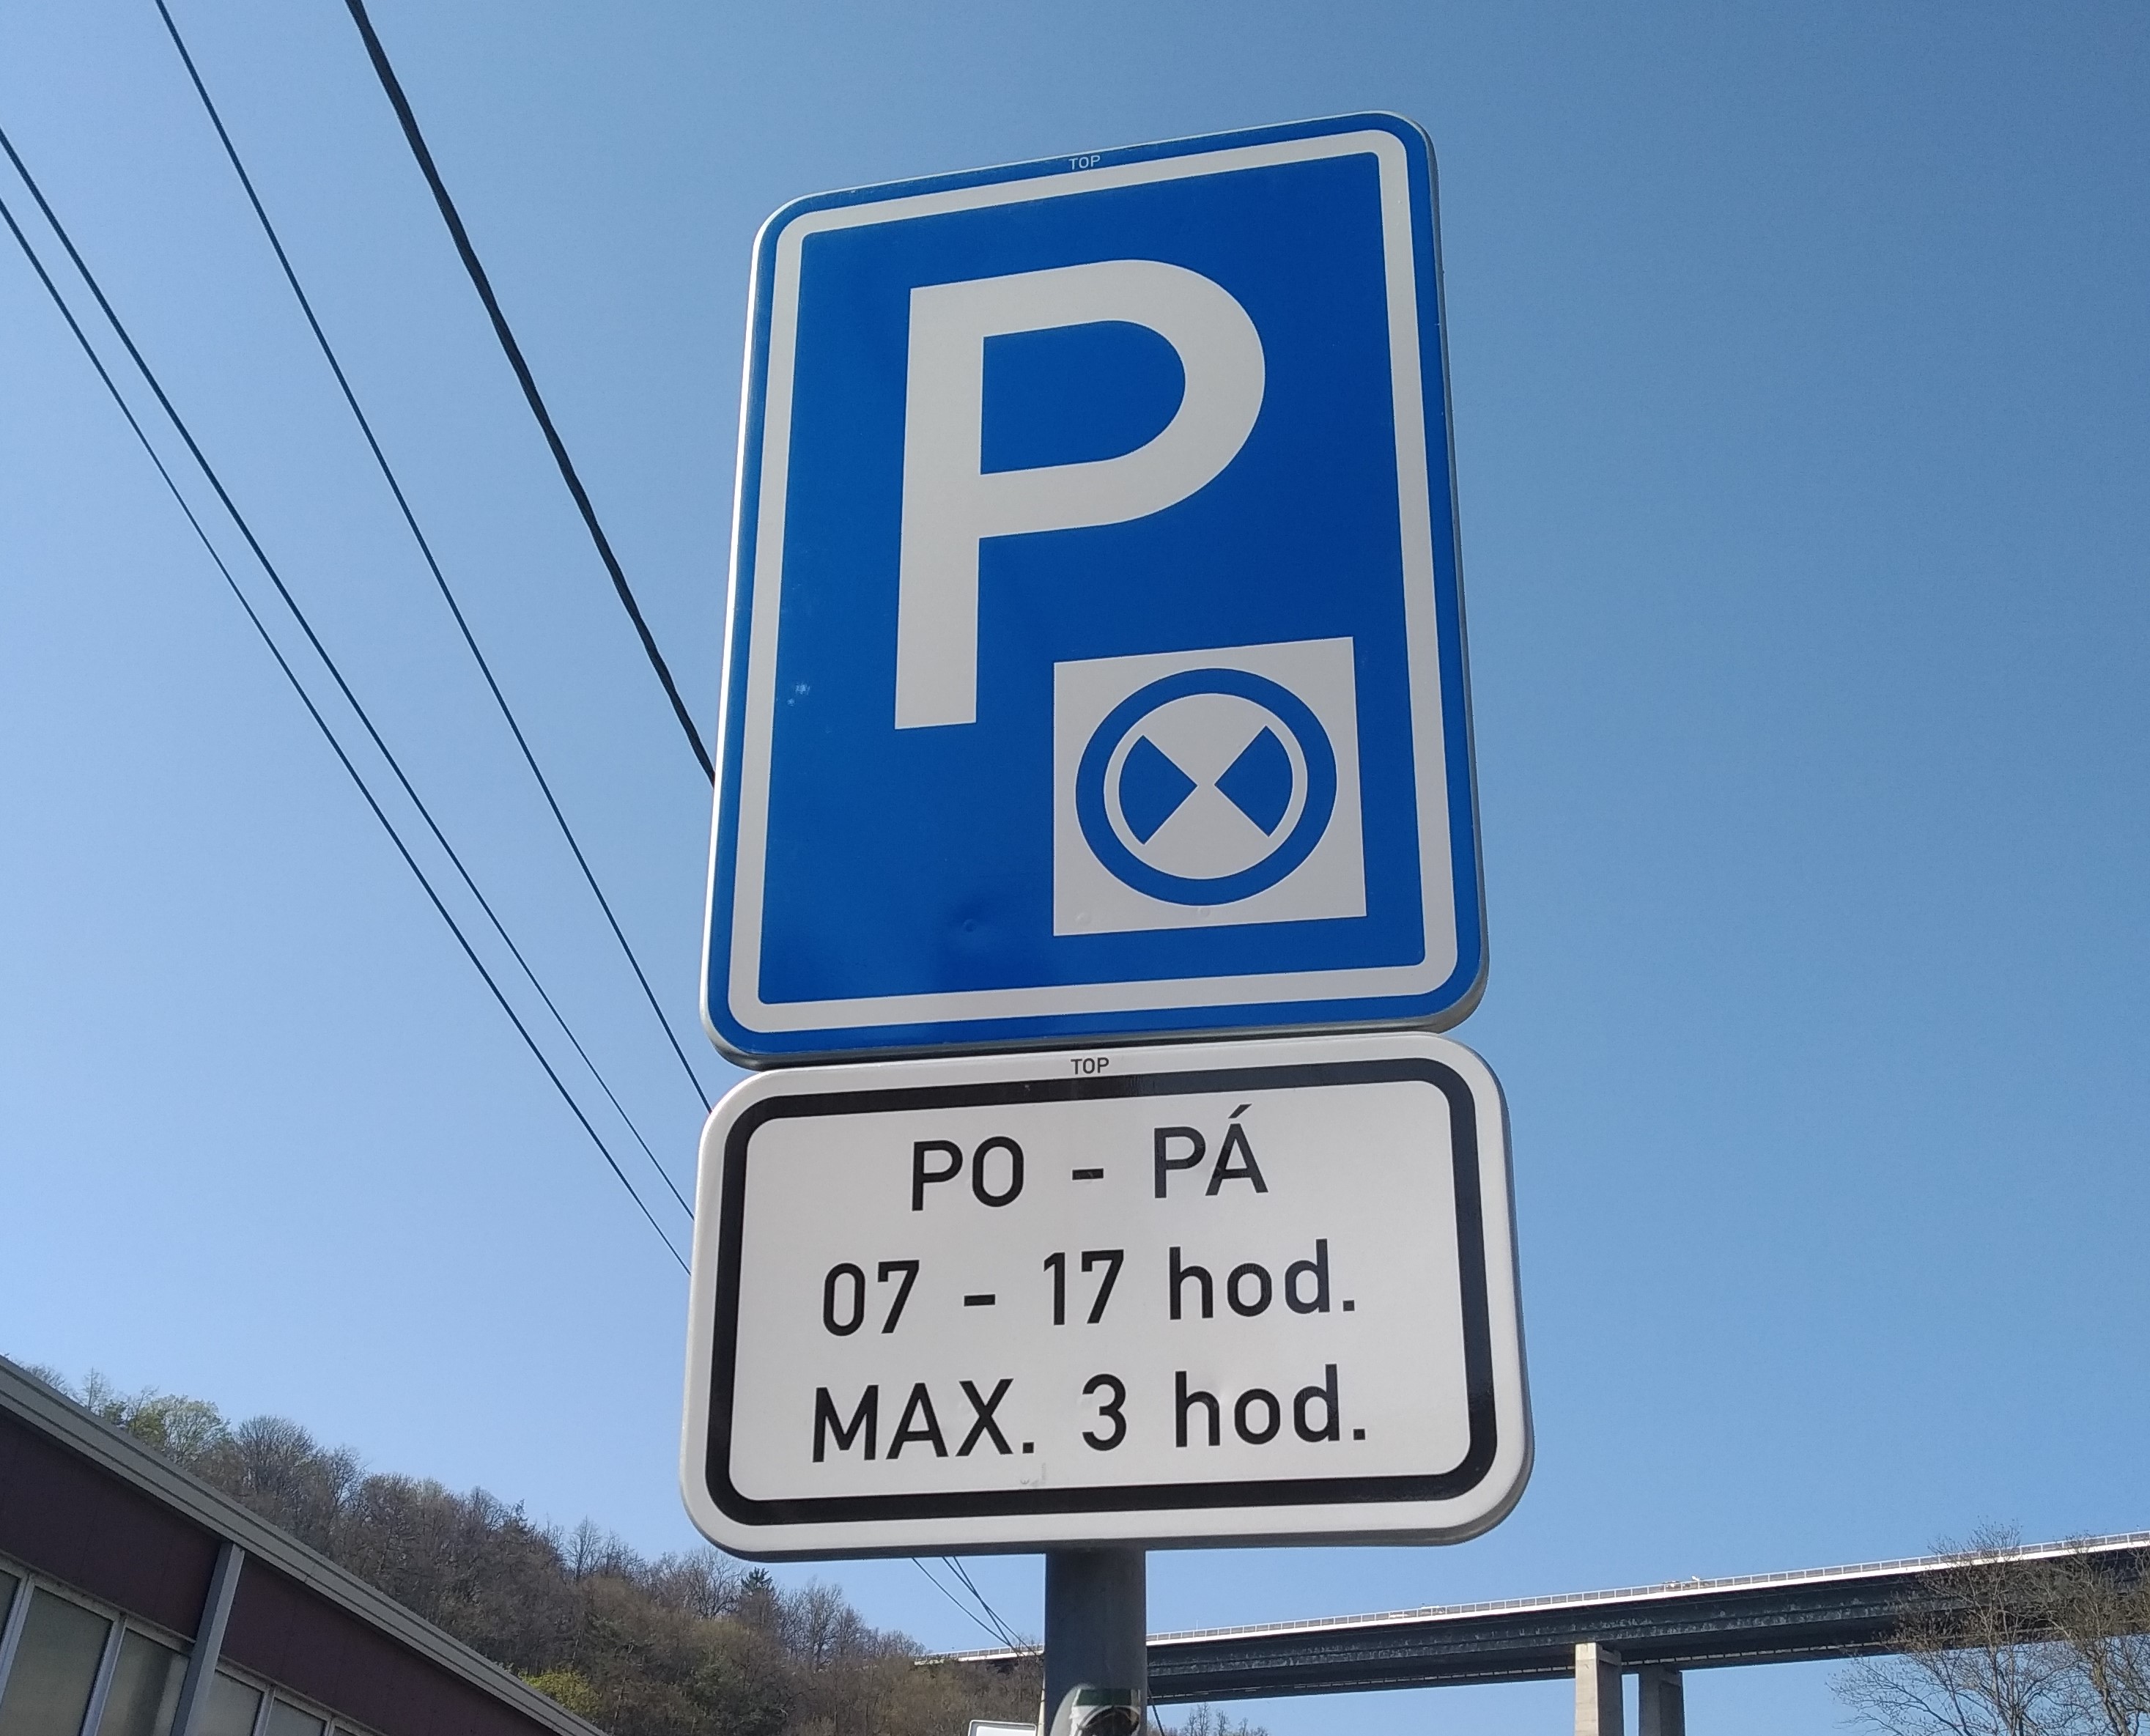 TOP
P
TOP
PO - PÁ
07 - 17 hod.
MAX. 3 hod.